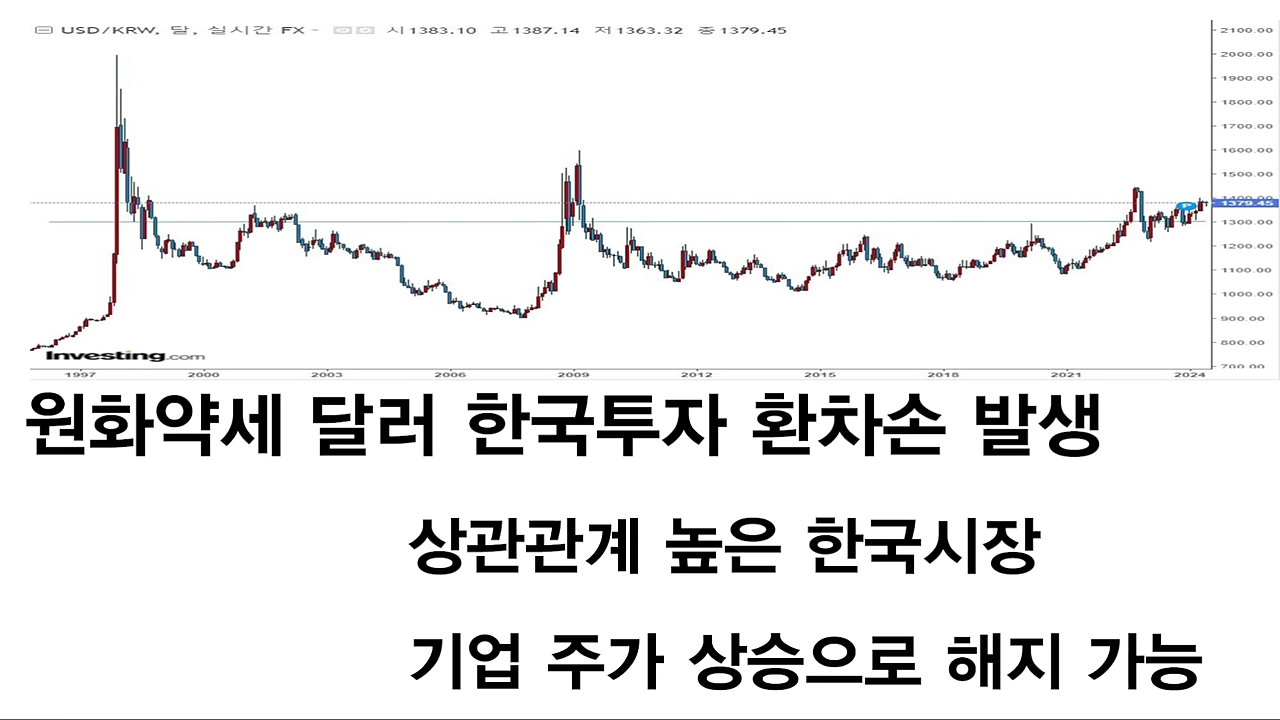 USD/KRW, 달, 실시간 FX 시1383.10 고1387.14 저1363.32 종1379.45
2100.00
2000.00
1900.00
1800.00
1700.00
1600.00
1500.00
1400.00
1379.45
1300.00
1200.00
1100.00
1000.00
900.00
800.00
700.00
Investing.com
1997 2000 2003 2006 2009 2012 2015 2018 2021 2024
원화약세 달러 한국투자 환차손 발생
상관관계 높은 한국시장
기업 주가 상승으로 해지 가능